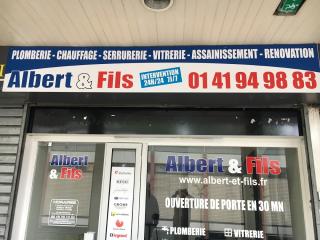 PLOMBERIE - CHAUFFAGE - SERRURERIE - VITRERIE - ASSAINISSEMENT - RENOVATION
Albert & Fils INTERVENTION 24H/24 7J/7 01 41 94 98 83
Albert & Fils
Albert & Fils
www.albert-et-fils.fr
OUVERTURE DE PORTE EN 30 MN
PLOMBERIE VITRERIE
legrand